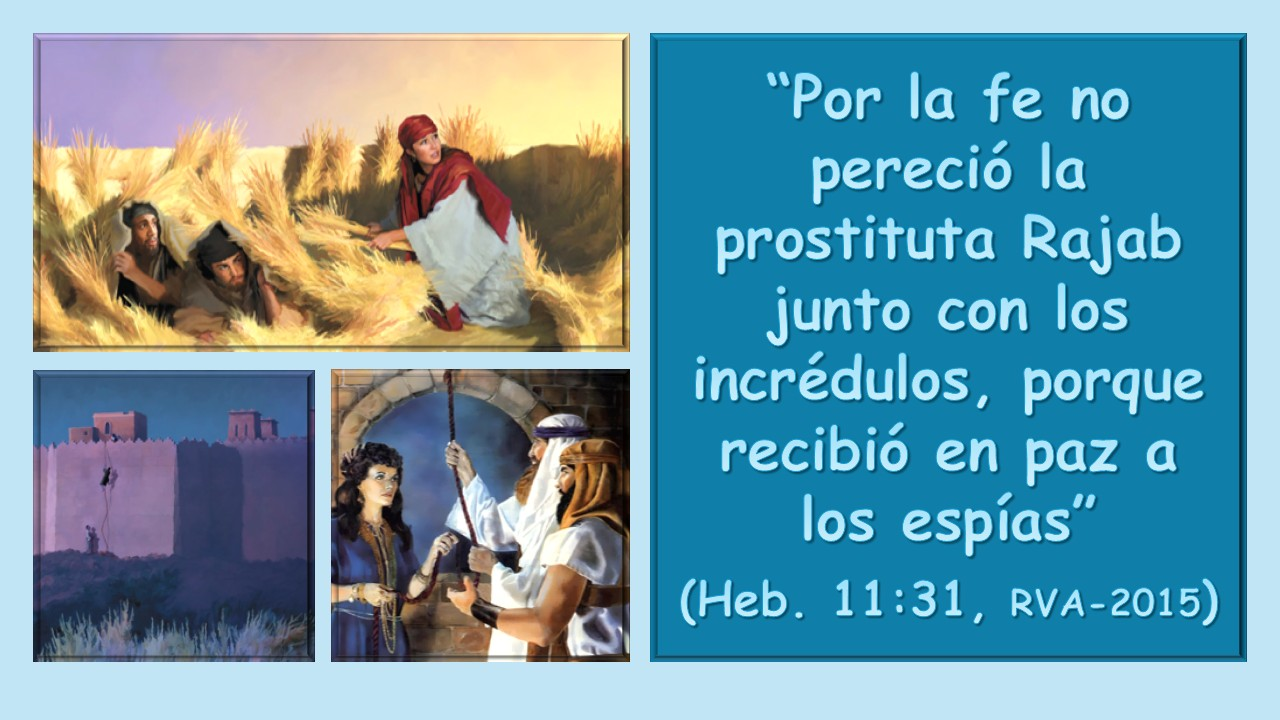 “Por la fe no
pereció la
prostituta Rajab
junto con los
incrédulos, porque
recibió en paz a
los espías”
(Heb. 11:31, RVA-2015)